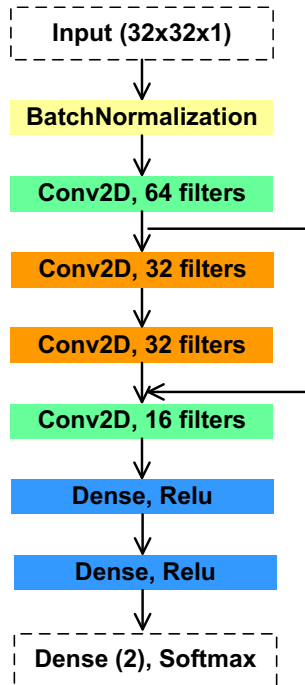 Input (32x32x1)
BatchNormalization
Conv2D, 64 filters
Conv2D, 32 filters
Conv2D, 32 filters
Conv2D, 16 filters
Dense, Relu
Dense, Relu
Dense (2), Softmax